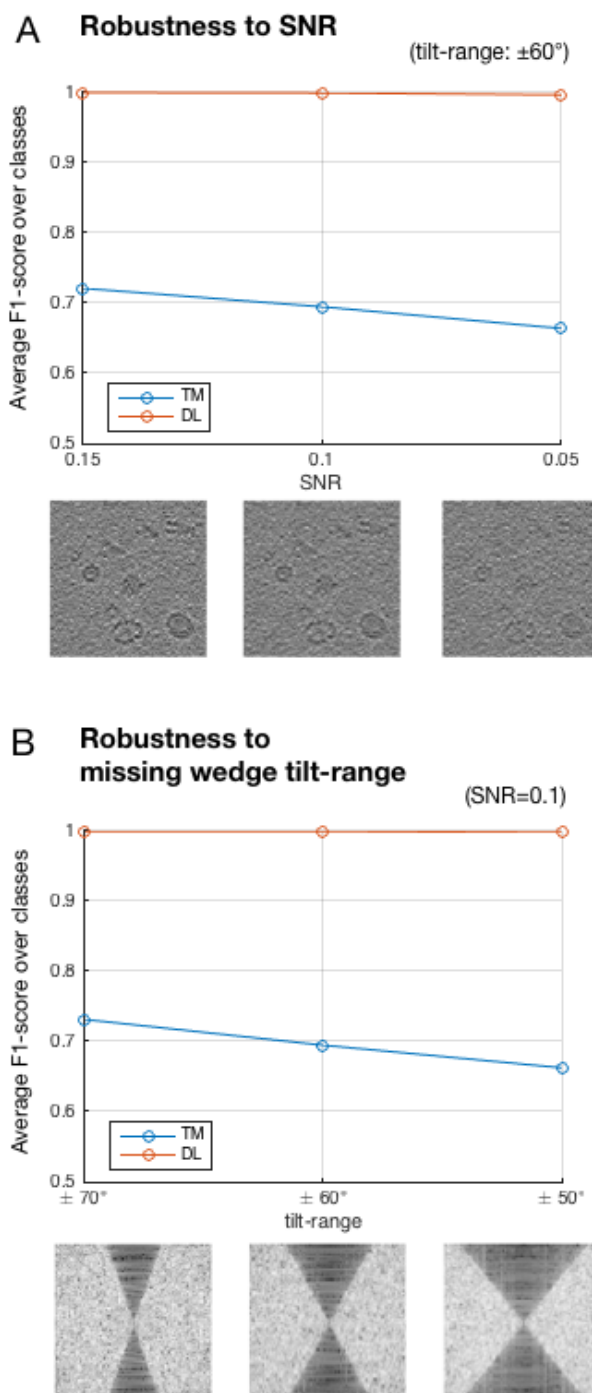 A
Robustness to SNR
(tilt-range: ±60°)
Average F1-score over classes
1
0.9
0.8
0.7
0.6
0.5
TM
DL
0.15
0.1
0.05
SNR
B
Robustness to
missing wedge tilt-range
(SNR=0.1)
Average F1-score over classes
1
0.9
0.8
0.7
0.6
0.5
TM
DL
± 70°
± 60°
± 50°
tilt-range